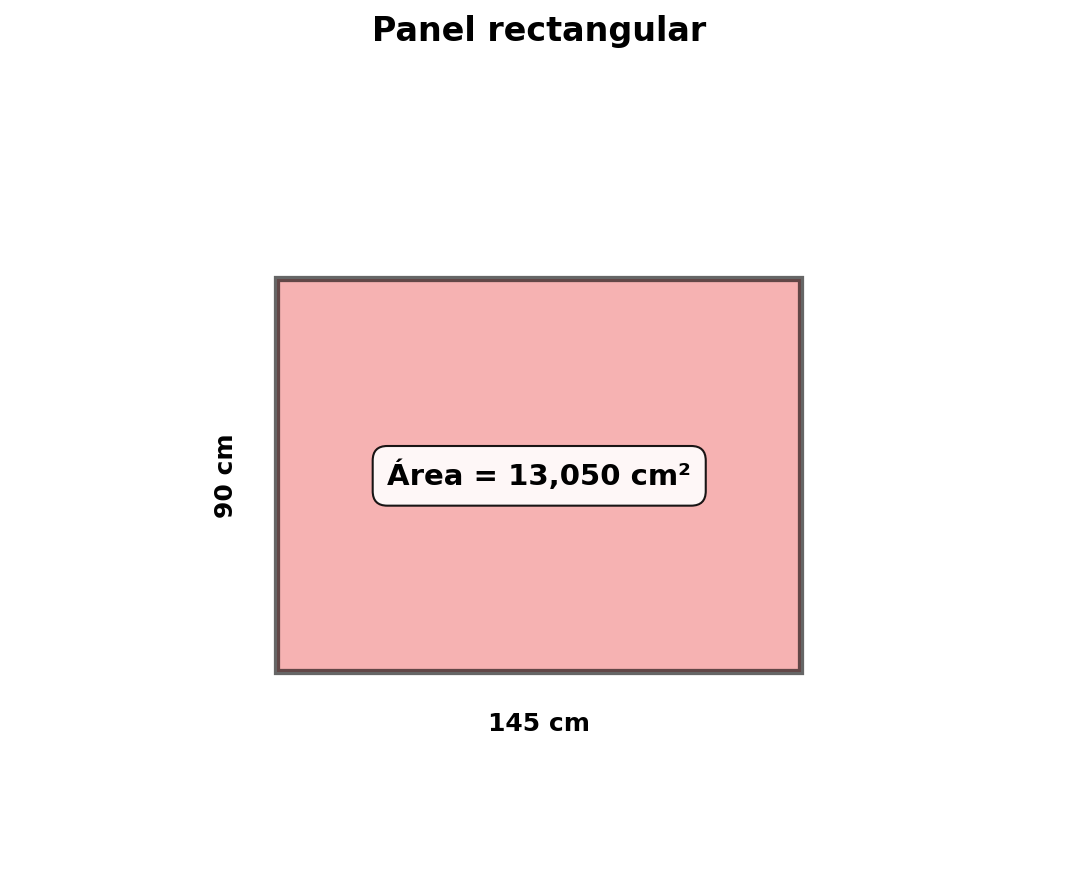 Panel rectangular
90 cm
Área = 13,050 cm²
145 cm